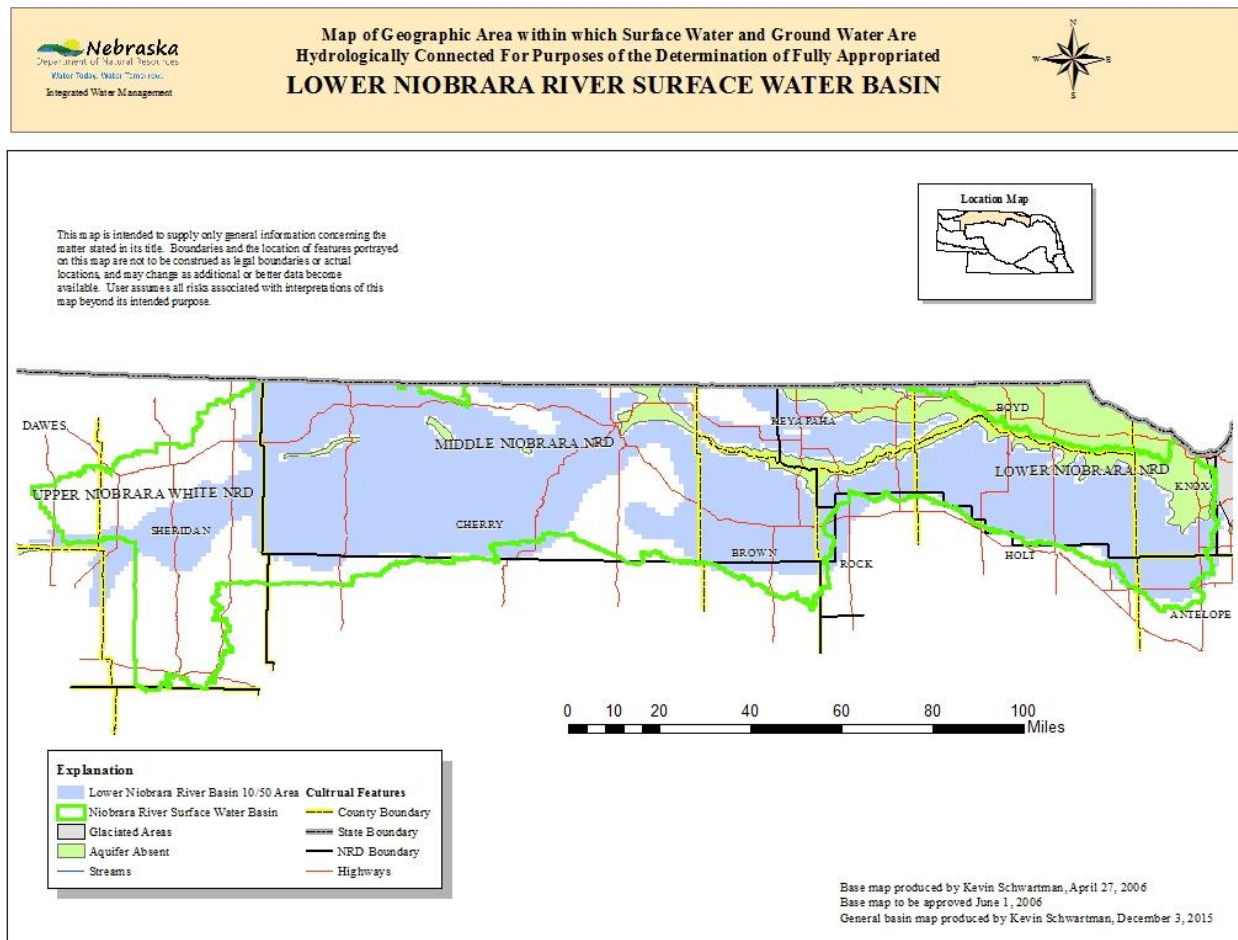 Nebraska
Department of Natural Resources
Water Today, Water Tomorrow.
Integrated Water Management
Map of Geographic Area within which Surface Water and Ground Water Are
Hydrologically Connected For Purposes of the Determination of Fully Appropriated
LOWER NIOBRARA RIVER SURFACE WATER BASIN
N
W
E
S
Location Map
This map is intended to supply only general information concerning the
matter stated in its title. Boundaries and the location of features portrayed
on this map are not to be construed as legal boundaries or actual
locations, and may change as additional or better data become
available. User assumes all risks associated with interpretations of this
map beyond its intended purpose.
DAWES
KEYA PAHA
BOYD
MIDDLE NIOBRARA NRD
LOWER NIOBRARA NRD
UPPER NIOBRARA WHITE NRD
KNOX
SHERIDAN
CHERRY
BROWN
ROCK
HOLT
ANTELOPE
0 10 20 40 60 80 100
Miles
Explanation
Lower Niobrara River Basin 10/50 Area
Niobrara River Surface Water Basin
Glaciated Areas
Aquifer Absent
Streams
Cultrual Features
County Boundary
State Boundary
NRD Boundary
Highways
Base map produced by Kevin Schwartman, April 27, 2006
Base map to be approved June 1, 2006
General basin map produced by Kevin Schwartman, December 3, 2015